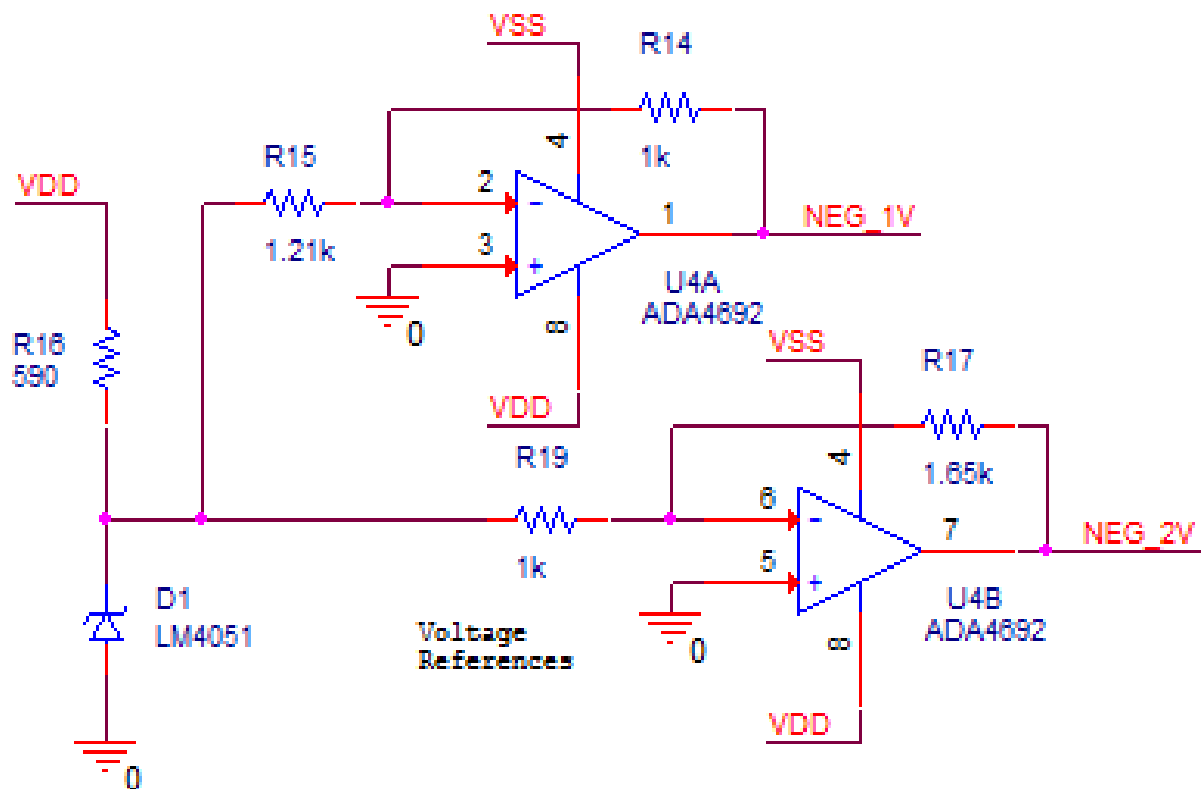 VSS
R14
4
1k
R15
2
-
1.21k
3
+
1
NEG_1V
VDD
0
U4A
ADA4692
8
R16
590
VSS
R17
VDD
R19
4
1.65k
6
-
7
NEG_2V
1k
5
+
D1
LM4051
Voltage
References
0
U4B
ADA4692
8
VDD
0